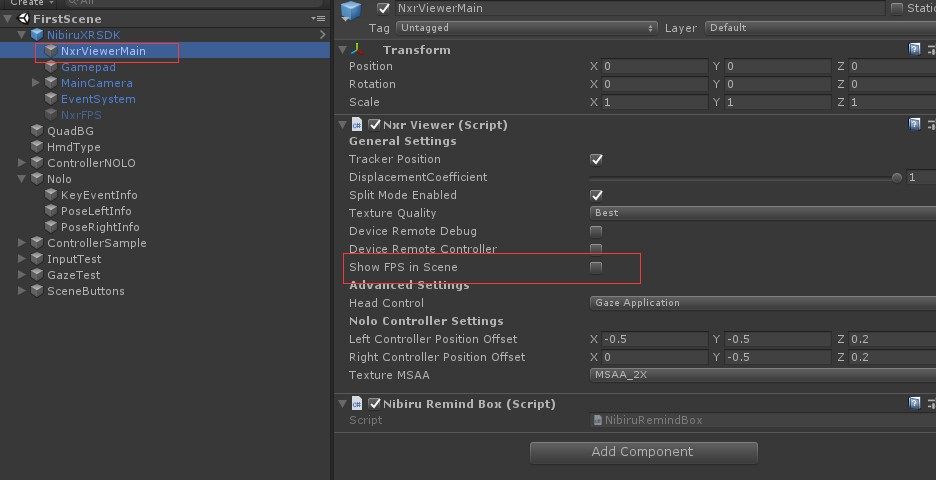 Create
All
FirstScene
NibiruXRSDK
NxrViewerMain
Gamepad
MainCamera
EventSystem
NxrFPS
QuadBG
HmdType
ControllerNOLO
Nolo
KeyEventInfo
PoseLeftInfo
PoseRightInfo
ControllerSample
InputTest
GazeTest
SceneButtons
NxrViewerMain
Static
Tag Untagged Layer Default
Transform
Position X 0 Y 0 Z 0
Rotation X 0 Y 0 Z 0
Scale X 1 Y 1 Z 1
Nxr Viewer (Script)
General Settings
Tracker Position
DisplacementCoefficient 1
Split Mode Enabled
Texture Quality Best
Device Remote Debug
Device Remote Controller
Show FPS in Scene
Advanced Settings
Head Control Gaze Application
Nolo Controller Settings
Left Controller Position Offset X -0.5 Y -0.5 Z 0.2
Right Controller Position Offset X 0 Y -0.5 Z 0.2
Texture MSAA MSAA_2X
Nibiru Remind Box (Script)
Script NibiruRemindBox
Add Component